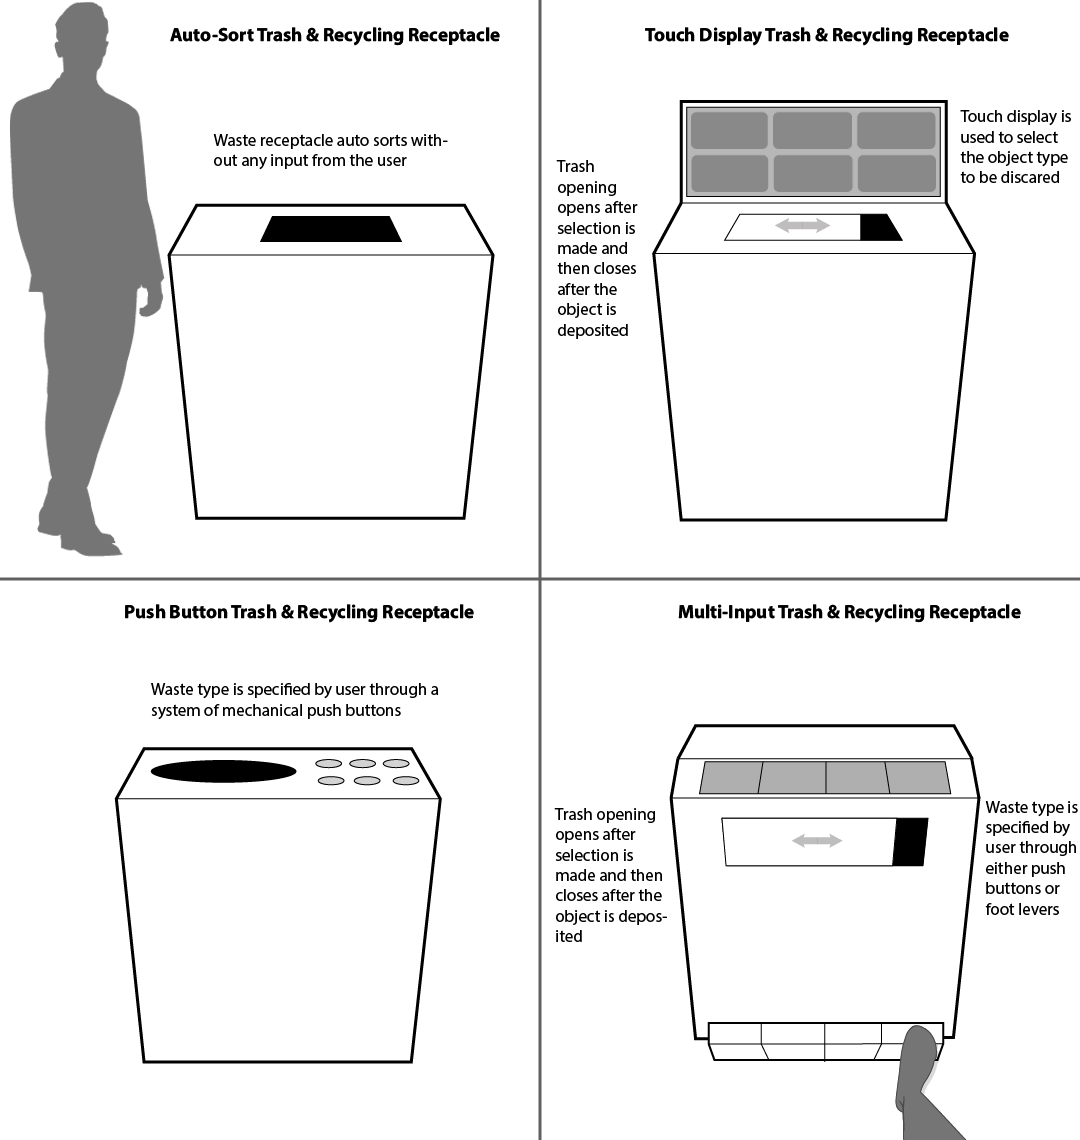 Auto-Sort Trash & Recycling Receptacle
Waste receptacle auto sorts with-
out any input from the user
Touch Display Trash & Recycling Receptacle
Trash
opening
opens after
selection is
made and
then closes
after the
object is
deposited
Touch display is
used to select
the object type
to be discared
Push Button Trash & Recycling Receptacle
Waste type is specified by user through a
system of mechanical push buttons
Multi-Input Trash & Recycling Receptacle
Trash opening
opens after
selection is
made and then
closes after the
object is depos-
ited
Waste type is
specified by
user through
either push
buttons or
foot levers